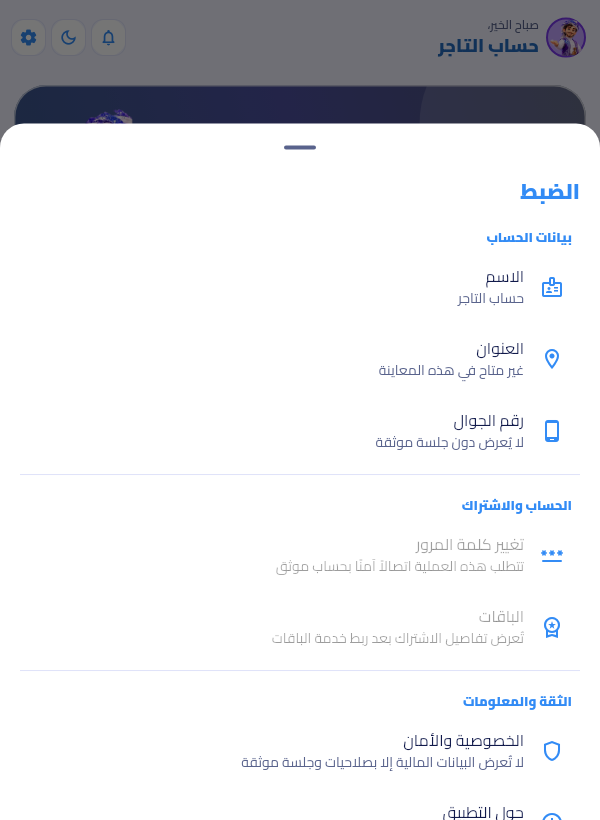 صباح الخير،
حساب التاجر
الضبط
بيانات الحساب
الاسم
حساب التاجر
العنوان
غير متاح في هذه المعاينة
رقم الجوال
لا يُعرض دون جلسة موثقة
الحساب والاشتراك
تغيير كلمة المرور
تتطلب هذه العملية اتصالاً آمنًا بحساب موثق
الباقات
تُعرض تفاصيل الاشتراك بعد ربط خدمة الباقات
الثقة والمعلومات
الخصوصية والأمان
لا تُعرض البيانات المالية إلا بصلاحيات وجلسة موثقة
حول التطبيق